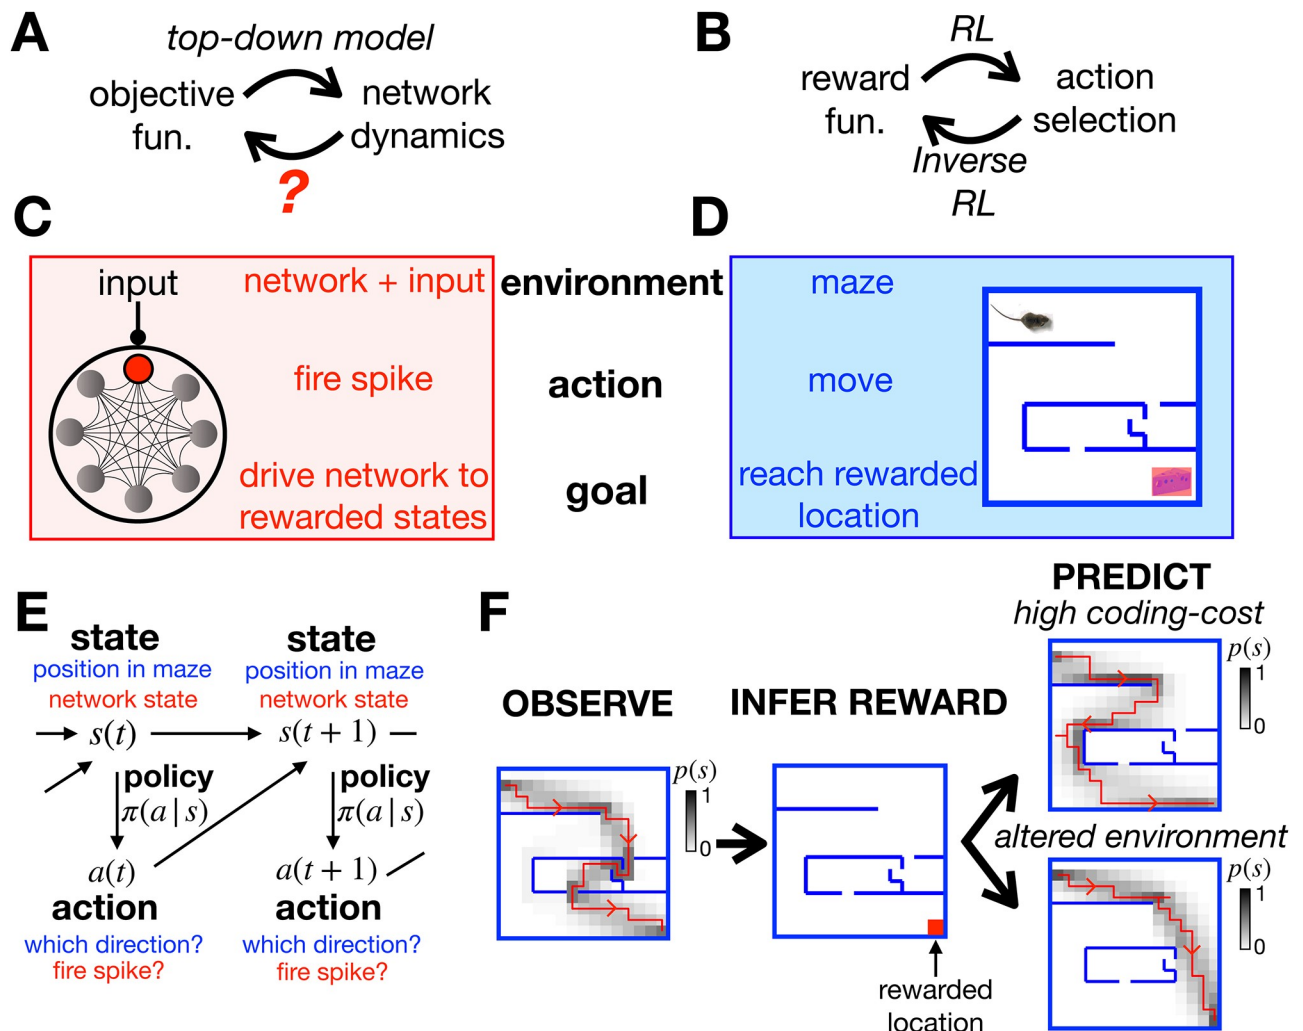 A
top-down model
objective
fun.
network
dynamics
?
B
RL
reward
fun.
action
selection
Inverse
RL
C
input
network + input
fire spike
drive network to
rewarded states
environment
action
goal
D
maze
move
reach rewarded
location
E
state
position in maze
network state
state
position in maze
network state
s(t)
s(t + 1)
policy
π(a | s)
policy
π(a | s)
a(t)
a(t + 1)
action
which direction?
fire spike?
action
which direction?
fire spike?
F
OBSERVE
p(s)
1
0
INFER REWARD
rewarded
location
PREDICT
high coding-cost
p(s)
1
0
altered environment
p(s)
1
0